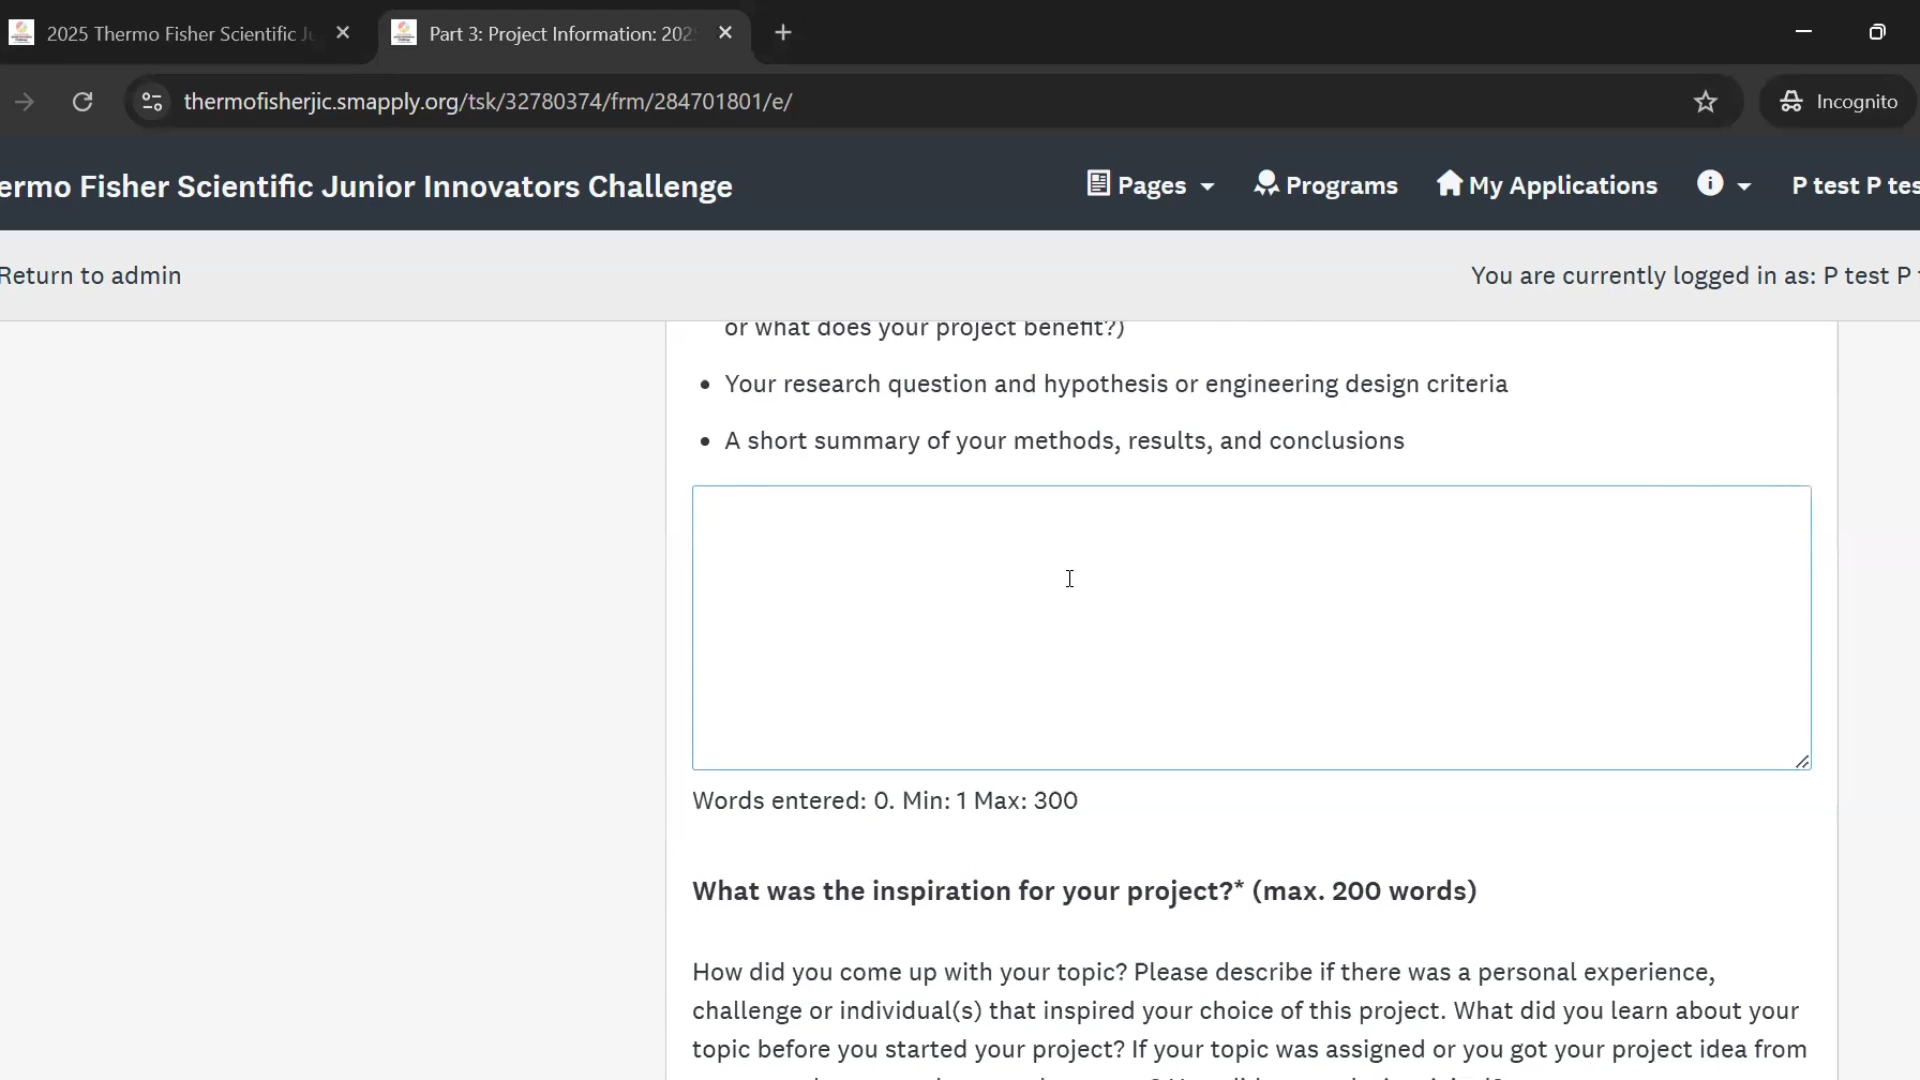 2025 Thermo Fisher Scientific
Part 3: Project Information: 202
thermofisherjic.smapply.org/tsk/32780374/frm/284701801/e/
Incognito
ermo Fisher Scientific Junior Innovators Challenge
Pages
Programs
My Applications
P test P tes
Return to admin
You are currently logged in as: P test P
or what does your project benefit?)
• Your research question and hypothesis or engineering design criteria
• A short summary of your methods, results, and conclusions
Words entered: 0. Min: 1 Max: 300
What was the inspiration for your project?* (max. 200 words)
How did you come up with your topic? Please describe if there was a personal experience,
challenge or individual(s) that inspired your choice of this project. What did you learn about your
topic before you started your project? If your topic was assigned or you got your project idea from